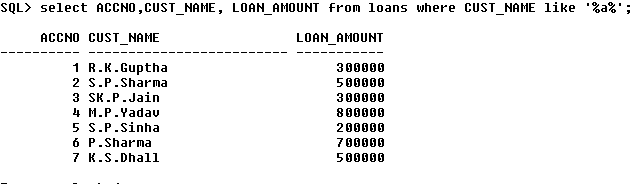 SQL> select ACCNO,CUST_NAME, LOAN_AMOUNT from loans where CUST_NAME like '%a%';
ACCNO CUST_NAME LOAN_AMOUNT
---------- ------------------------- -----------
1 R.K.Guptha 300000
2 S.P.Sharma 500000
3 SK.P.Jain 300000
4 M.P.Yadav 800000
5 S.P.Sinha 200000
6 P.Sharma 700000
7 K.S.Dhall 500000